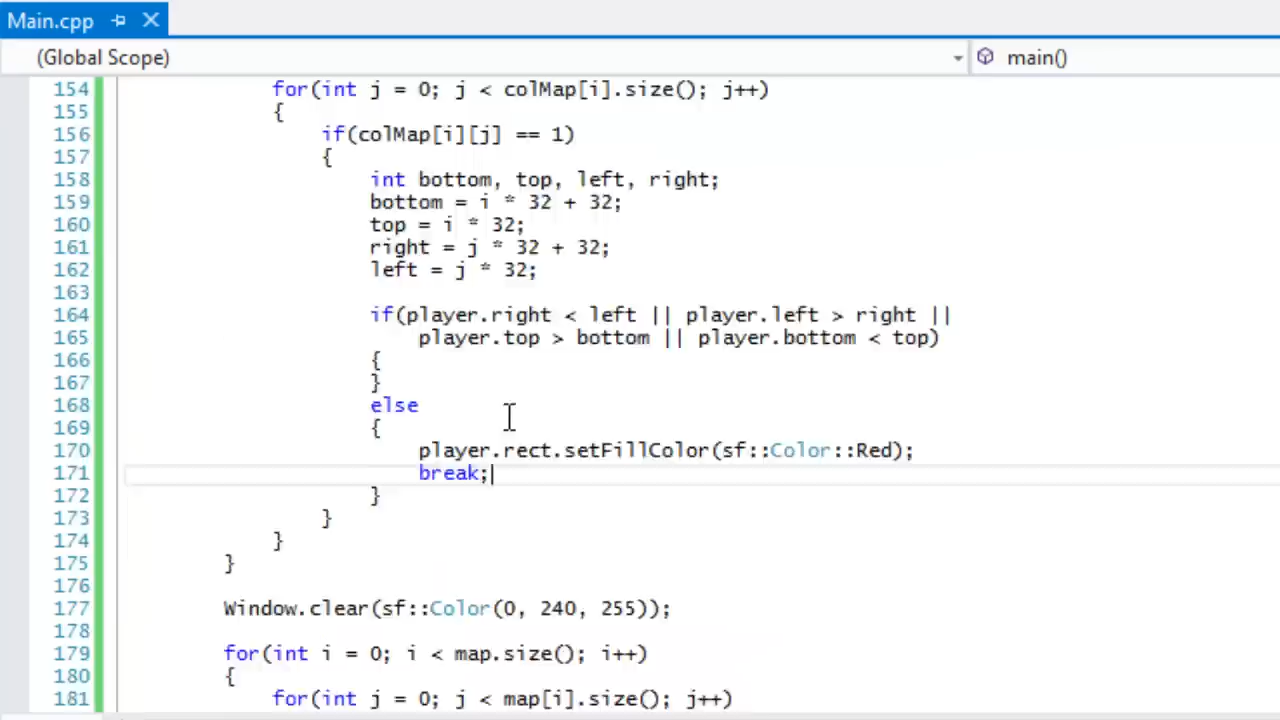 Main.cpp
(Global Scope) main()
154 for(int j = 0; j < colMap[i].size(); j++)
155 {
156 if(colMap[i][j] == 1)
157 {
158 int bottom, top, left, right;
159 bottom = i * 32 + 32;
160 top = i * 32;
161 right = j * 32 + 32;
162 left = j * 32;
163
164 if(player.right < left || player.left > right ||
165 player.top > bottom || player.bottom < top)
166 {
167 }
168 else
169 {
170 player.rect.setFillColor(sf::Color::Red);
171 break;
172 }
173 }
174 }
175 }
176
177 Window.clear(sf::Color(0, 240, 255));
178
179 for(int i = 0; i < map.size(); i++)
180 {
181 for(int j = 0; j < map[i].size(); j++)